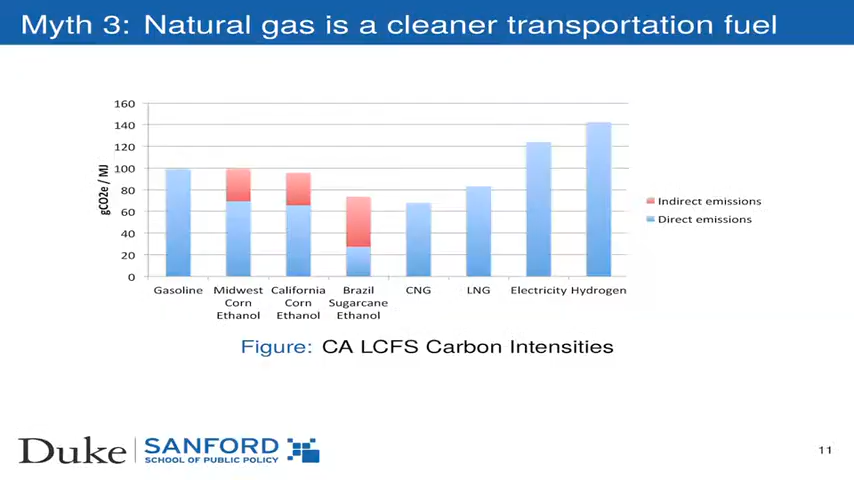 Myth 3: Natural gas is a cleaner transportation fuel
160
140
120
100
80
60
40
20
0
gCO2e / MJ
Gasoline
Midwest
Corn
Ethanol
California
Corn
Ethanol
Brazil
Sugarcane
Ethanol
CNG
LNG
Electricity
Hydrogen
Indirect emissions
Direct emissions
Figure: CA LCFS Carbon Intensities
Duke
SANFORD
SCHOOL OF PUBLIC POLICY
11